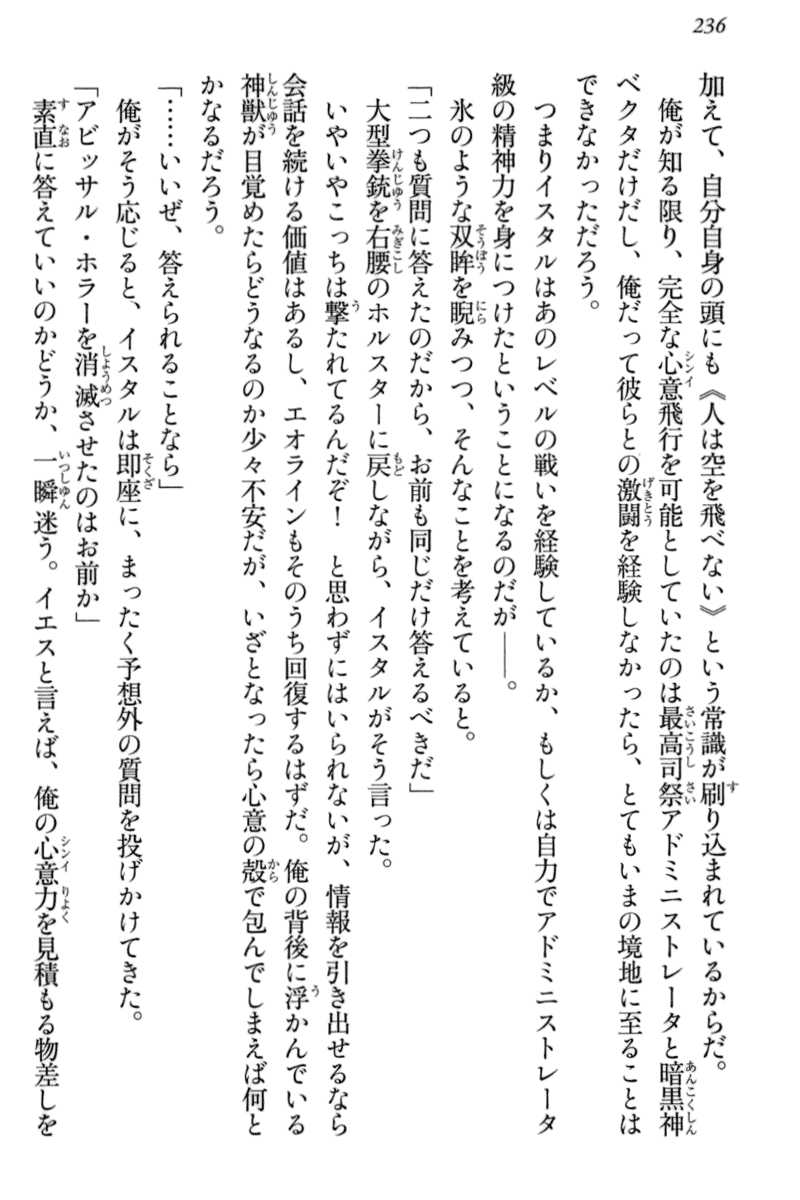 236
加えて、自分自身の頭にも《人は空を飛べない》という常識が刷り込まれているからだ。
俺が知る限り、完全な心意飛行を可能としていたのは最高司祭アドミニストレータと暗黒神
ベクタだけだし、俺だって彼らとの激闘を経験しなかったら、とてもいまの境地に至ることは
できなかっただろう。
つまりイスタルはあのレベルの戦いを経験しているか、もしくは自力でアドミニストレータ
級の精神力を身につけたということになるのだが――。
氷のような双眸を睨みつつ、そんなことを考えていると。
「二つも質問に答えたのだから、お前も同じだけ答えるべきだ」
大型拳銃を右腰のホルスターに戻しながら、イスタルがそう言った。
いやいやこっちは撃たれてるんだぞ！　と思わずにはいられないが、情報を引き出せるなら
会話を続ける価値はあるし、エオラインもそのうち回復するはずだ。俺の背後に浮かんでいる
神獣が目覚めたらどうなるのか少々不安だが、いざとなったら心意の殻で包んでしまえば何と
かなるだろう。
「……いいぜ、答えられることなら」
俺がそう応じると、イスタルは即座に、まったく予想外の質問を投げかけてきた。
「アビッサル・ホラーを消滅させたのはお前か」
素直に答えていいのかどうか、一瞬迷う。イエスと言えば、俺の心意力を見積もる物差しを